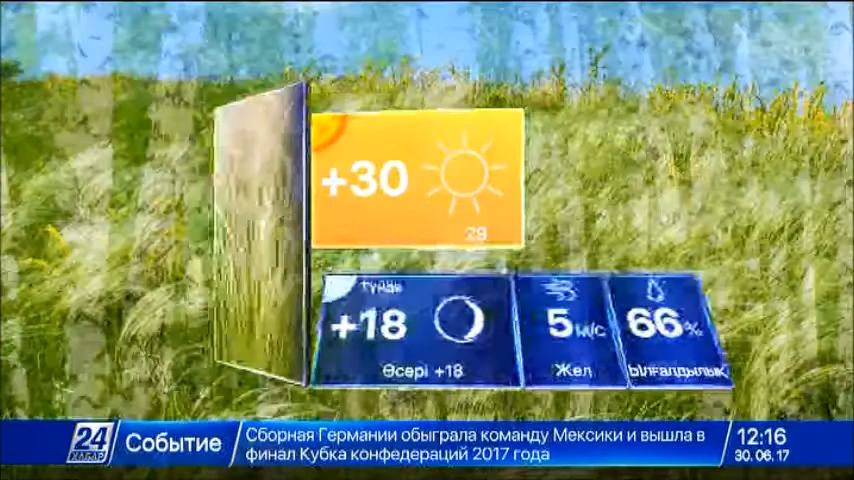 +30
29
түнде
+18
Әсері +18
5 м/с
Жел
66%
Ылғалдылық
24
ХАБАР
Событие
Сборная Германии обыграла команду Мексики и вышла в
финал Кубка конфедераций 2017 года
12:16
30.06.17